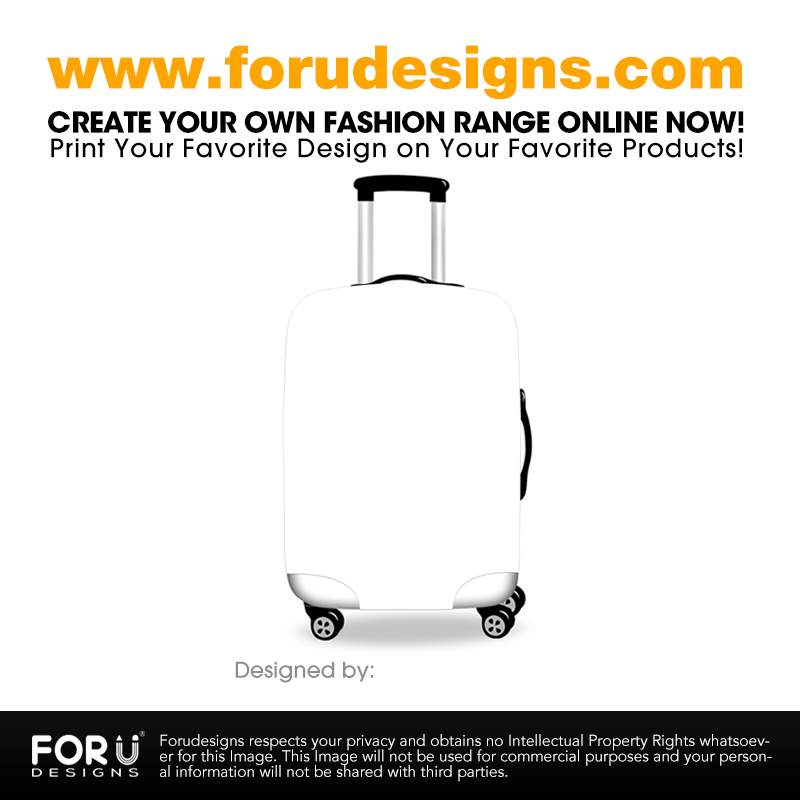 www.forudesigns.com
CREATE YOUR OWN FASHION RANGE ONLINE NOW!
Print Your Favorite Design on Your Favorite Products!
Designed by:
FOR U®
DESIGNS
Forudesigns respects your privacy and obtains no Intellectual Property Rights whatsoev-
er for this Image. This Image will not be used for commercial purposes and your person-
al information will not be shared with third parties.